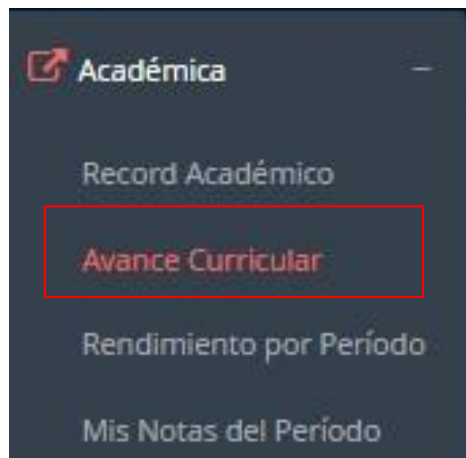 Académica
Record Académico
Avance Curricular
Rendimiento por Período
Mis Notas del Período